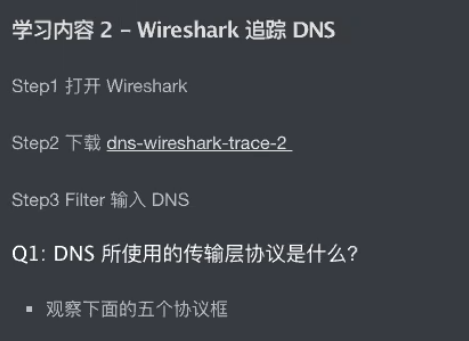 学习内容 2 - Wireshark 追踪 DNS
Step1 打开 Wireshark
Step2 下载 dns-wireshark-trace-2
Step3 Filter 输入 DNS
Q1: DNS 所使用的传输层协议是什么?
▪ 观察下面的五个协议框